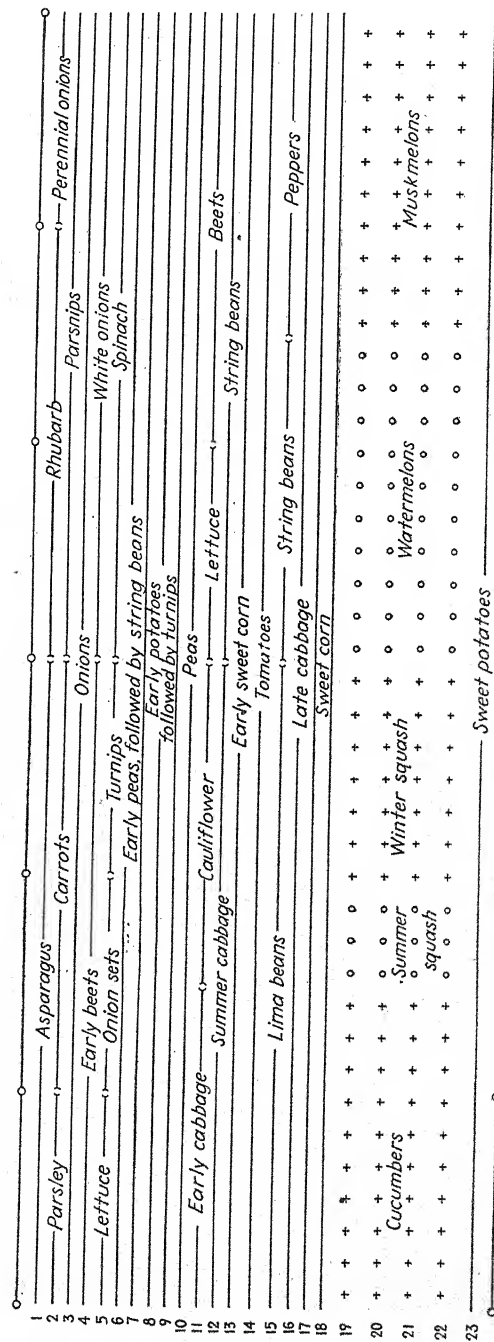 1 Asparagus
2 Parsley Carrots Rhubarb Perennial onions
3 Parsnips
4 Early beets Onions
5 Lettuce Onion sets White onions
6 Turnips Spinach
7 Early peas, followed by string beans
8 Early potatoes
9 followed by turnips
10 Peas
11 Early cabbage Cauliflower Lettuce Beets
12 Summer cabbage String beans
13 Early sweet corn
14 Tomutoes
15 Lima beans String beans Peppers
16 Late cabbage
17 Sweet corn
18
19
20 Cucumbers Summer squash Winter squash Watermelons Muskmelons
21
22
23 Sweet potatoes